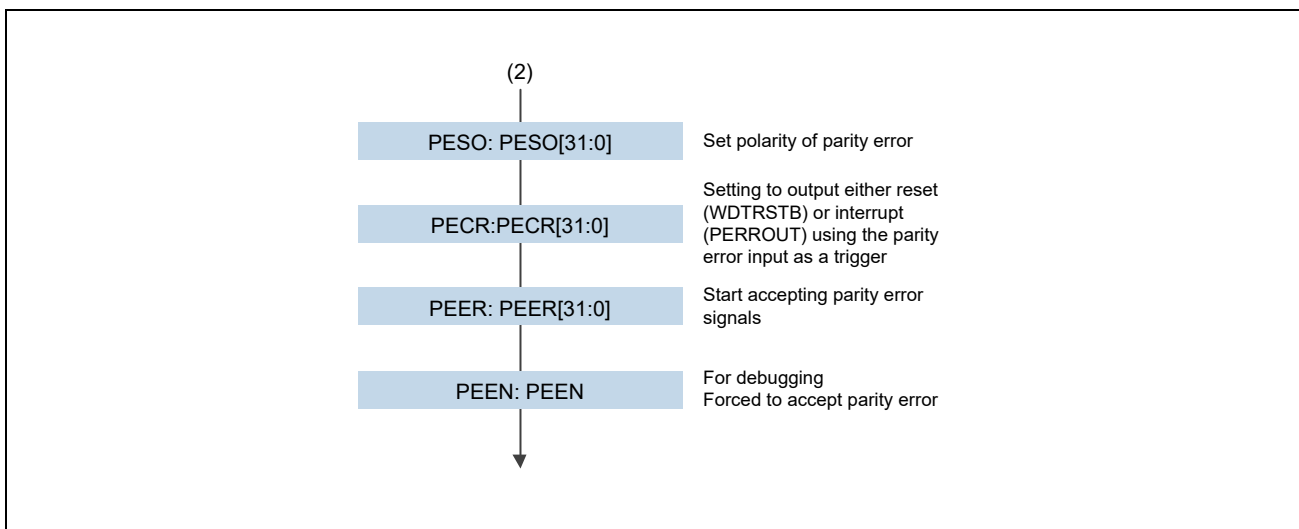 (2)
PESO: PESO[31:0]
Set polarity of parity error
PECR:PECR[31:0]
Setting to output either reset
(WDTRSTB) or interrupt
(PERROUT) using the parity
error input as a trigger
PEER: PEER[31:0]
Start accepting parity error
signals
PEEN: PEEN
For debugging
Forced to accept parity error